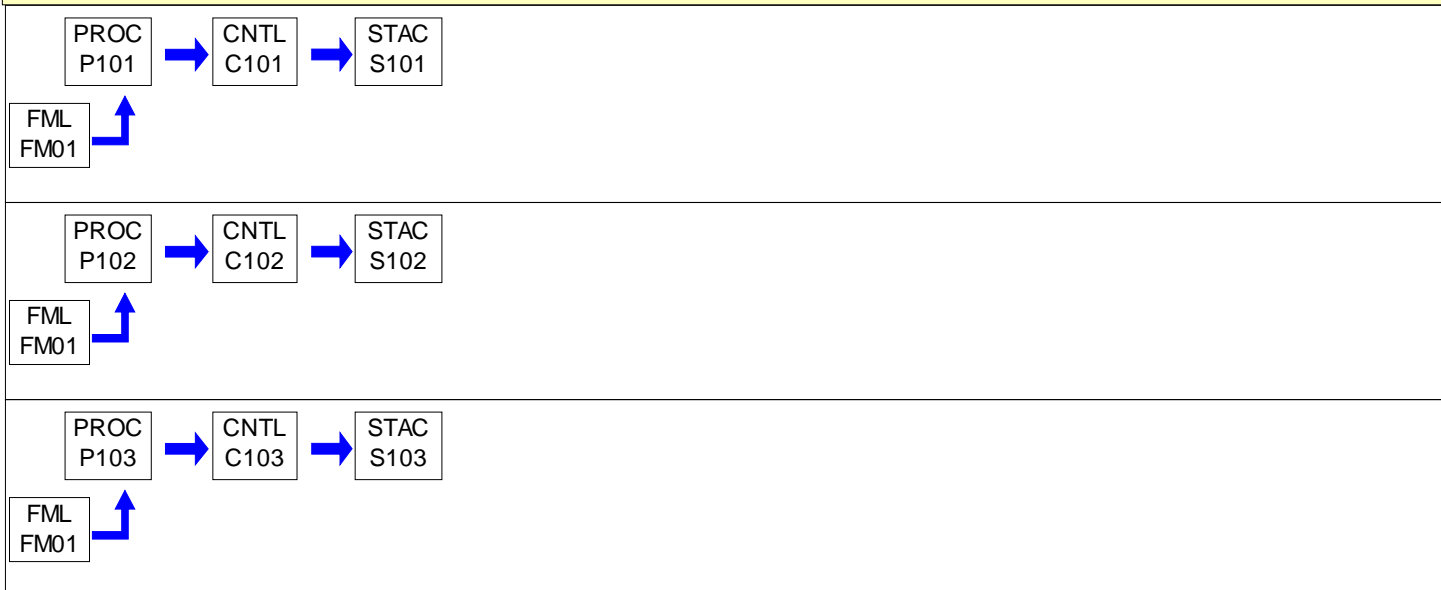 PROC
P101
CNTL
C101
STAC
S101
FML
FM01
PROC
P102
CNTL
C102
STAC
S102
FML
FM01
PROC
P103
CNTL
C103
STAC
S103
FML
FM01